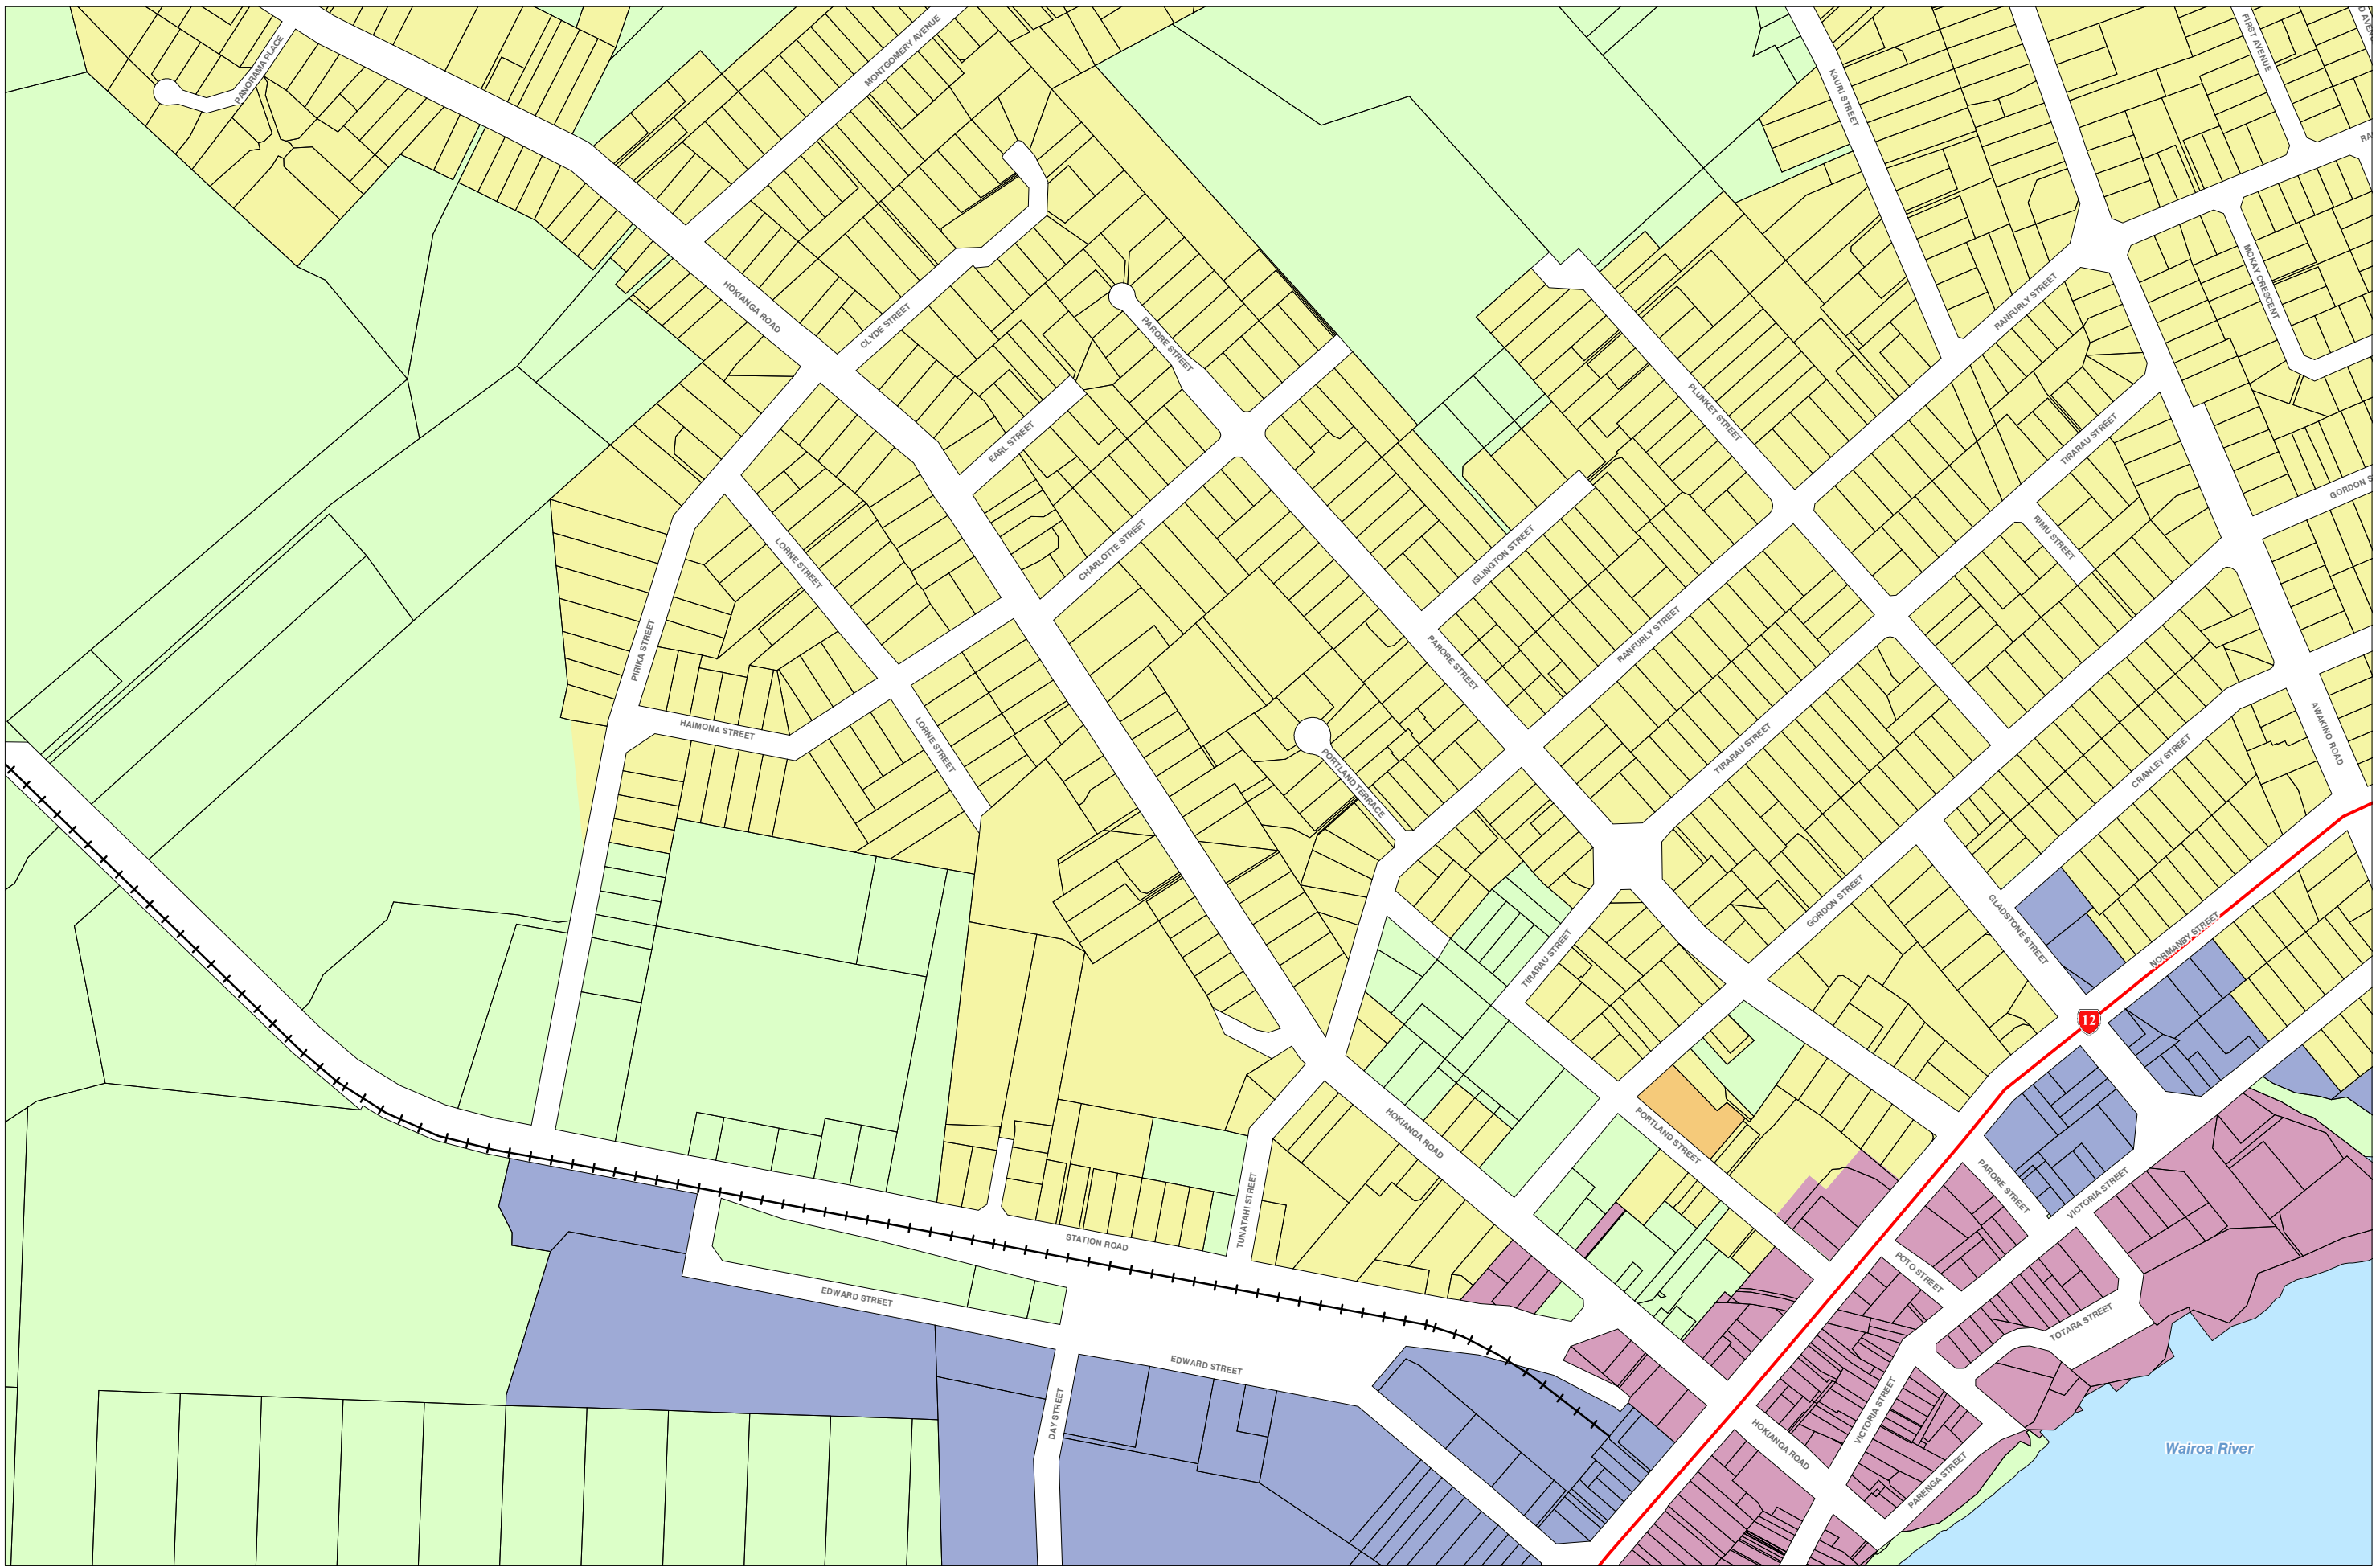 PANORAMA PLACE
MONTGOMERY AVENUE
KAURI STREET
FIRST AVENUE
HOKIANGA ROAD
CLYDE STREET
PARORE STREET
EARL STREET
CHARLOTTE STREET
LORNE STREET
PIRIKA STREET
HAIMONA STREET
LORNE STREET
PLUNKET STREET
RANFURLY STREET
MCKAY CRESCENT
TIRARAU STREET
RIMU STREET
GORDON S
ISLINGTON STREET
RANFURLY STREET
PARORE STREET
PORTLAND TERRACE
TIRARAU STREET
CRANLEY STREET
AWAKINO ROAD
GORDON STREET
GLADSTONE STREET
NORMANBY STREET
12
TIRARAU STREET
HOKIANGA ROAD
PORTLAND STREET
PARORE STREET
VICTORIA STREET
POTO STREET
TOTARA STREET
TUNATAHI STREET
STATION ROAD
EDWARD STREET
EDWARD STREET
DAY STREET
VICTORIA STREET
HOKIANGA ROAD
PARENGA STREET
Wairoa River